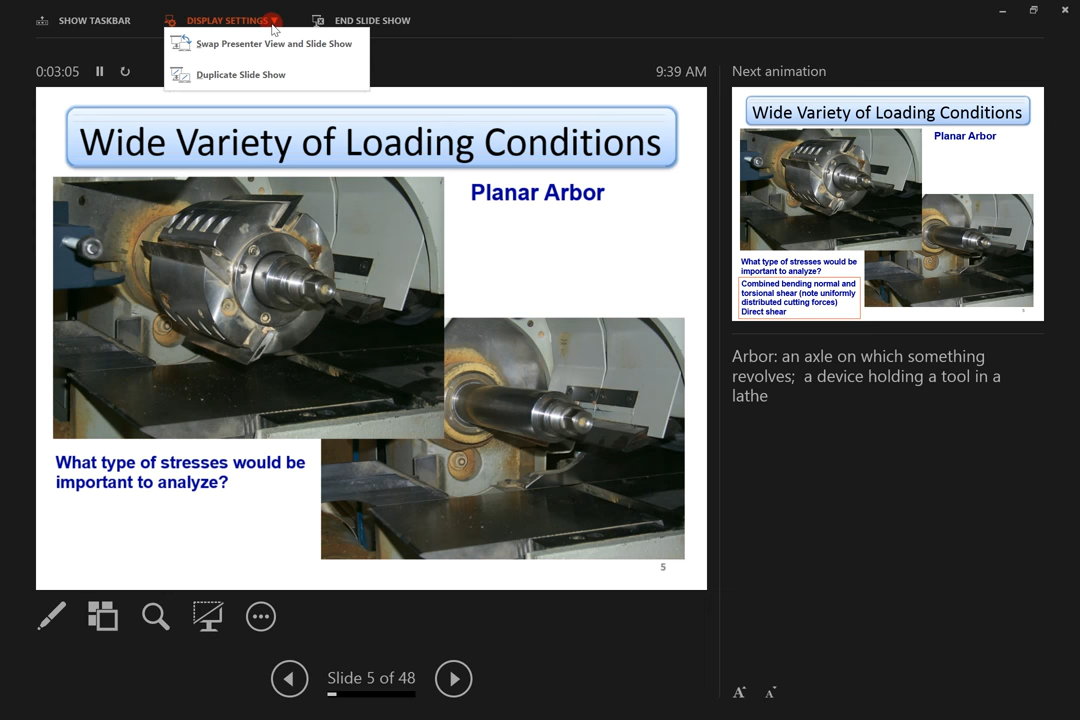 SHOW TASKBAR
DISPLAY SETTINGS ▼
END SLIDE SHOW
Swap Presenter View and Slide Show
Duplicate Slide Show
0:03:05
9:39 AM
Wide Variety of Loading Conditions
Planar Arbor
What type of stresses would be
important to analyze?
5
Slide 5 of 48
Next animation
Wide Variety of Loading Conditions
Planar Arbor
What type of stresses would be
important to analyze?
Combined bending normal and
torsional shear (note uniformly
distributed cutting forces)
Direct shear
5
Arbor: an axle on which something
revolves; a device holding a tool in a
lathe
A
A